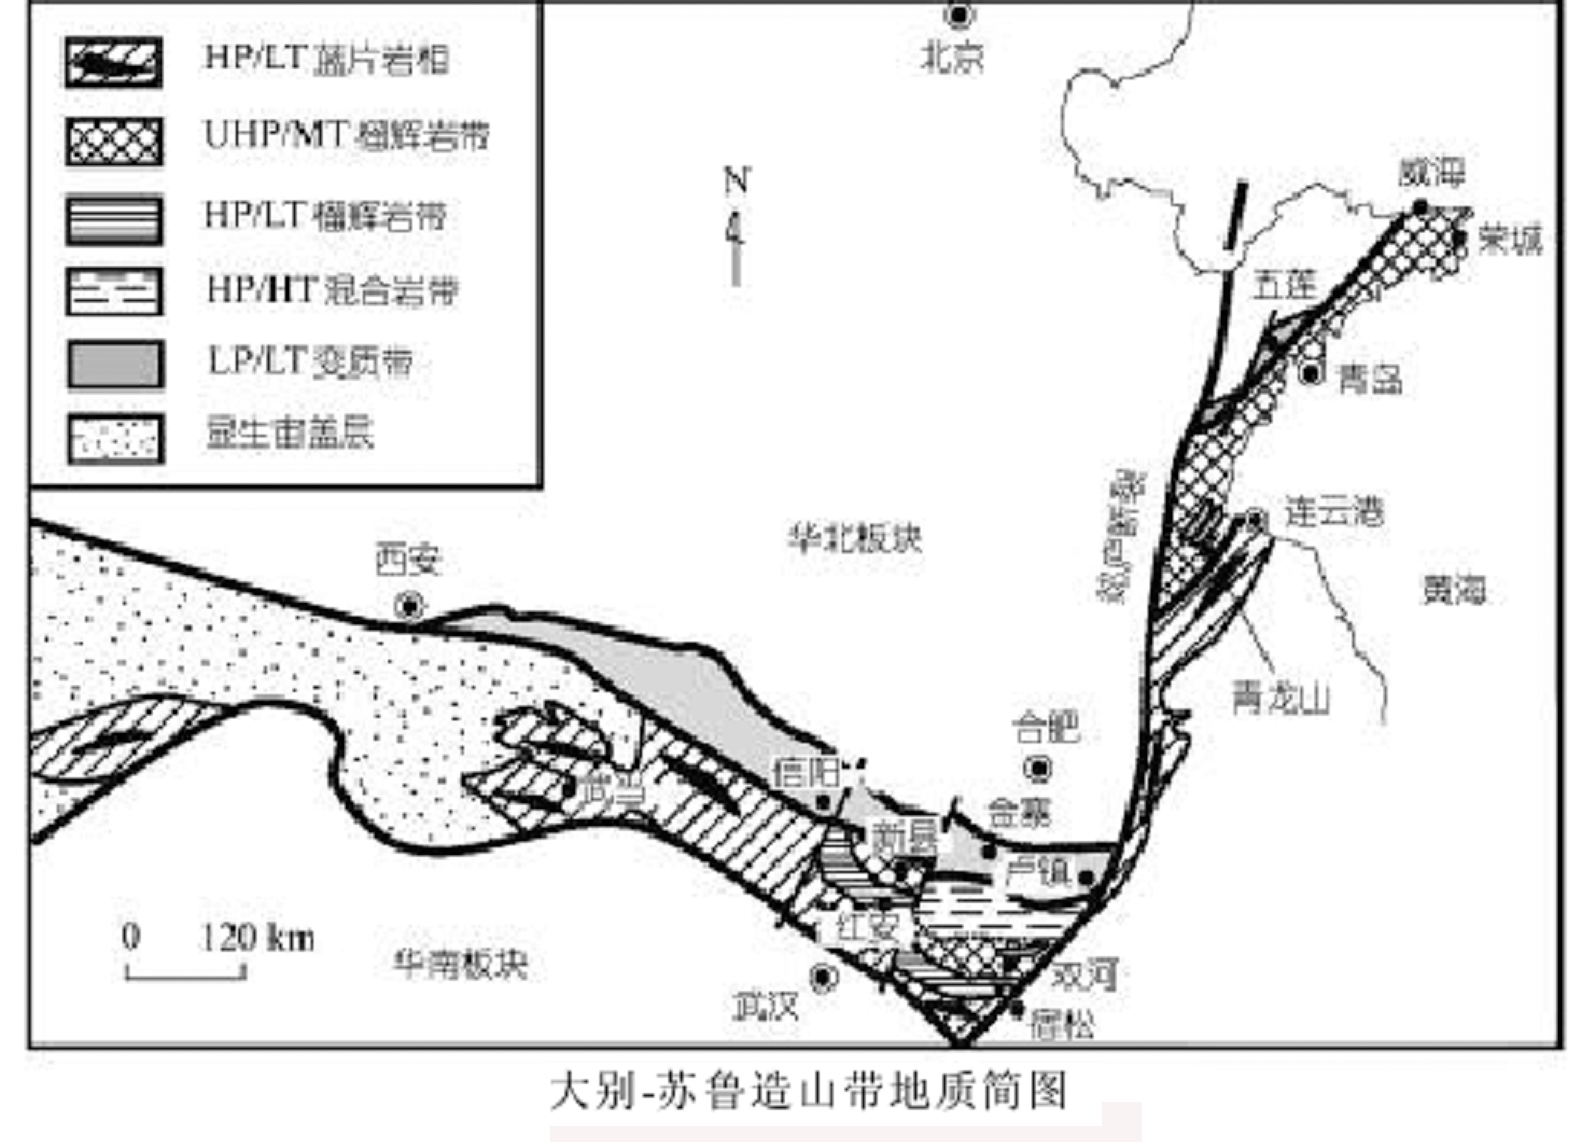 HP/LT 蓝片岩相
UHP/MT 榴辉岩带
HP/LT 榴辉岩带
HP/HT 混合岩带
LP/LT 变质带
显生宙盖层
北京
N
威海
荣城
五莲
青岛
郯庐断裂
连云港
华北板块
西安
黄海
青龙山
合肥
信阳
武当
金寨
新县
卢镇
红安
0 120 km
华南板块
双河
武汉
宿松
大别-苏鲁造山带地质简图